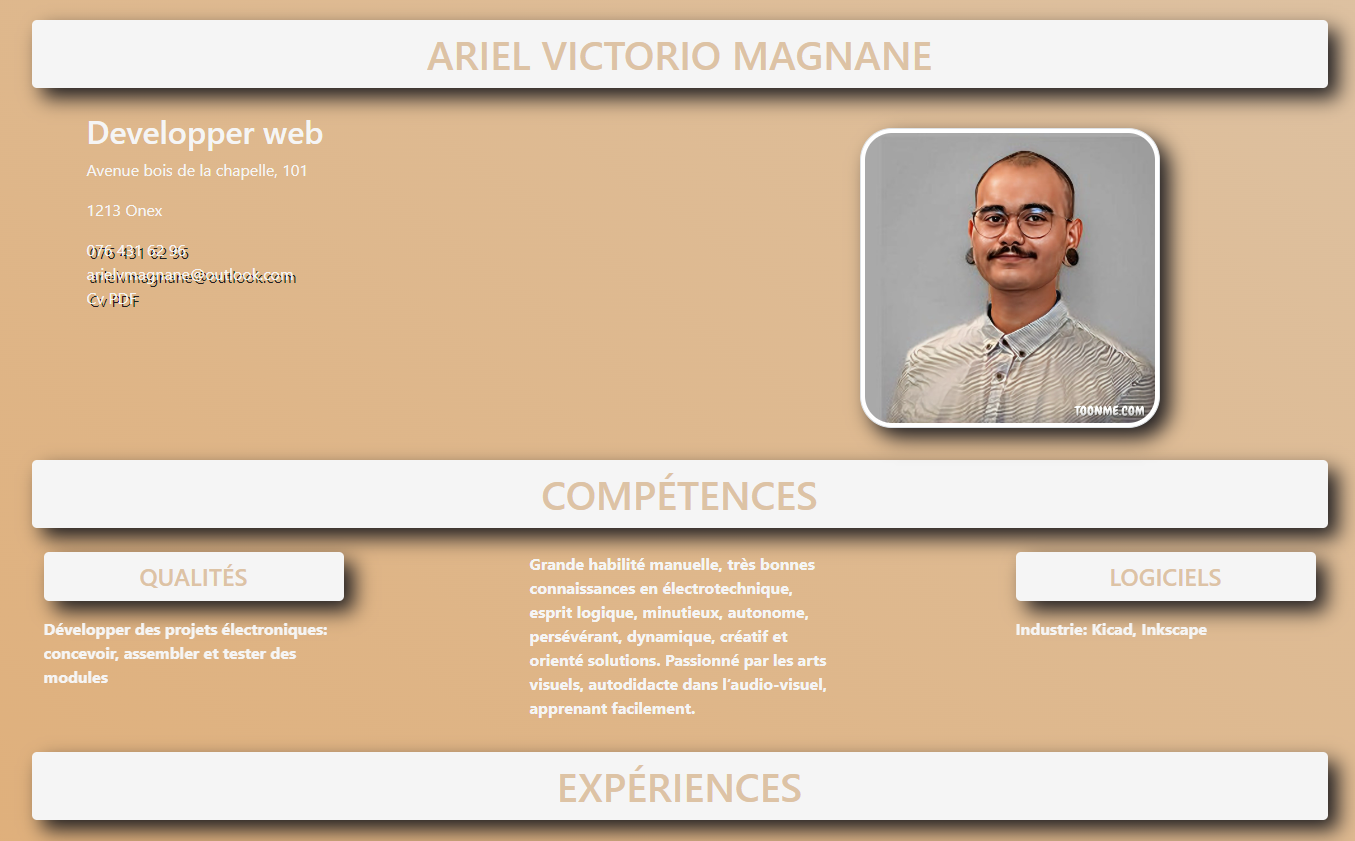 ARIEL VICTORIO MAGNANE
Developper web
Avenue bois de la chapelle, 101
1213 Onex
076 431 62 96
arielvmagnane@outlook.com
Cv PDF
TOONME.COM
COMPÉTENCES
QUALITÉS
Développer des projets électroniques:
concevoir, assembler et tester des
modules
Grande habilité manuelle, très bonnes
connaissances en électrotechnique,
esprit logique, minutieux, autonome,
persévérant, dynamique, créatif et
orienté solutions. Passionné par les arts
visuels, autodidacte dans l'audio-visuel,
apprenant facilement.
LOGICIELS
Industrie: Kicad, Inkscape
EXPÉRIENCES